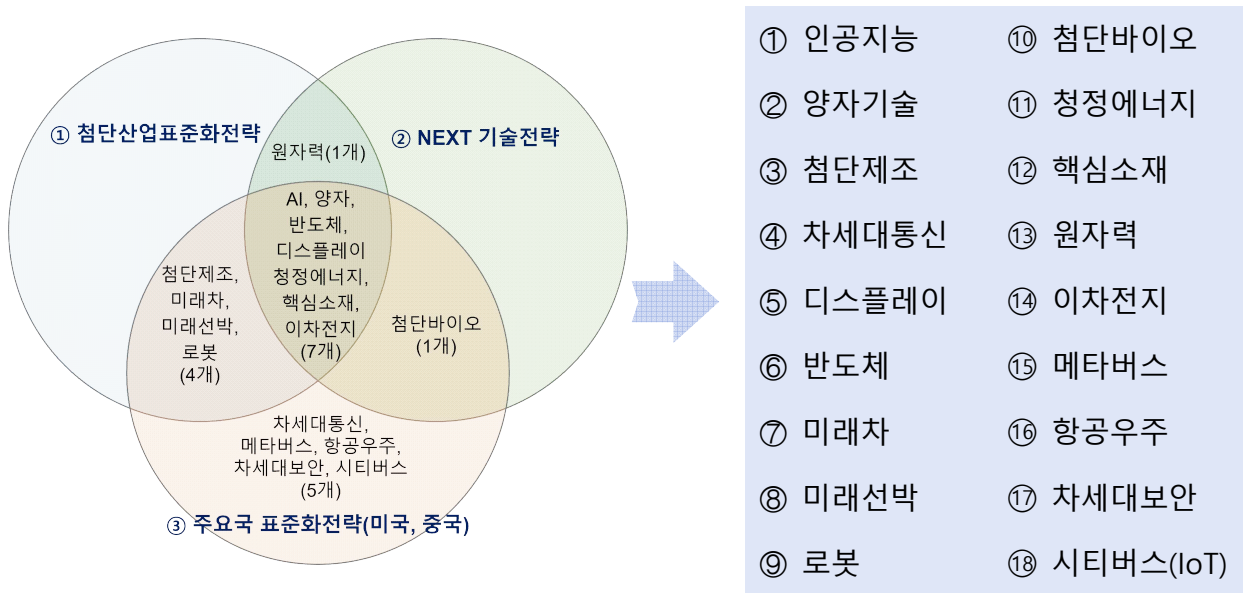 ① 첨단산업표준화전략
② NEXT 기술전략
원자력(1개)
AI, 양자,
반도체,
디스플레이
청정에너지,
핵심소재,
이차전지
(7개)
첨단제조,
미래차,
미래선박,
로봇
(4개)
첨단바이오
(1개)
차세대통신,
메타버스, 항공우주,
차세대보안, 시티버스
(5개)
③ 주요국 표준화전략(미국, 중국)
① 인공지능
② 양자기술
③ 첨단제조
④ 차세대통신
⑤ 디스플레이
⑥ 반도체
⑦ 미래차
⑧ 미래선박
⑨ 로봇
⑩ 첨단바이오
⑪ 청정에너지
⑫ 핵심소재
⑬ 원자력
⑭ 이차전지
⑮ 메타버스
⑯ 항공우주
⑰ 차세대보안
⑱ 시티버스(IoT)